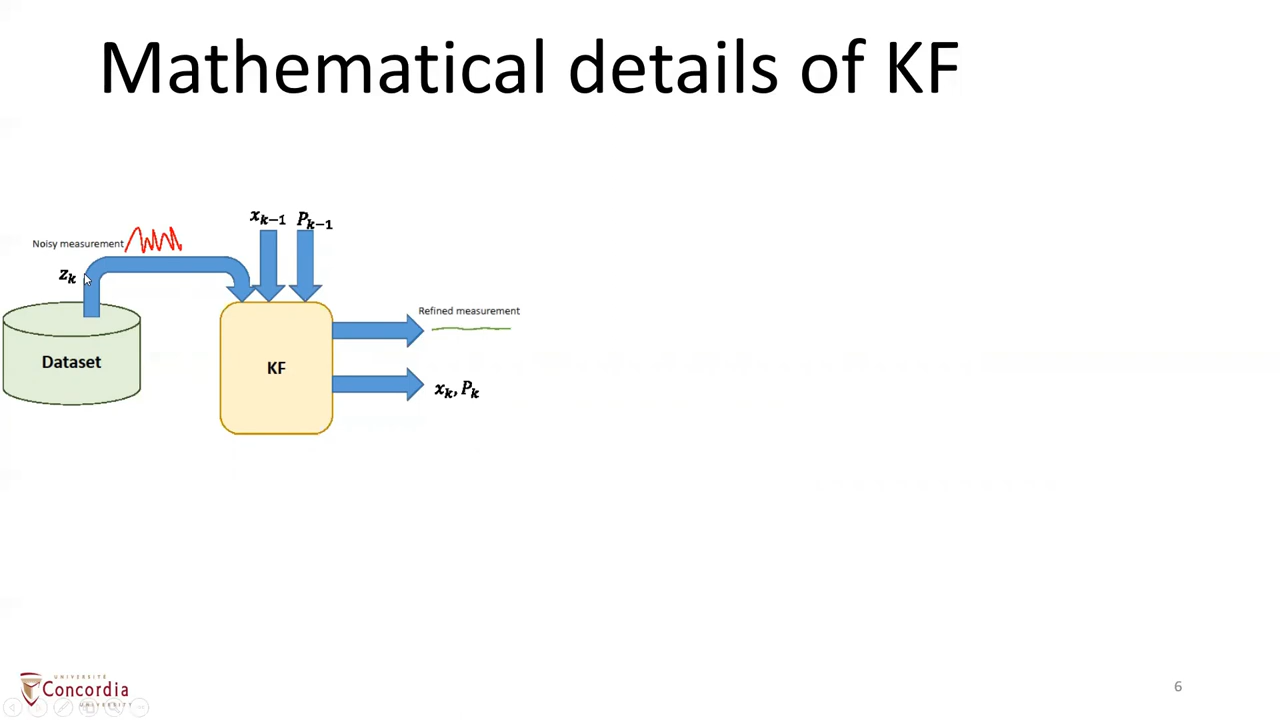 Mathematical details of KF
x_{k−1} P_{k−1}
Noisy measurement
z_k
Refined measurement
Dataset
KF
x_k, P_k
UNIVERSITÉ
Concordia
UNIVERSITY
6